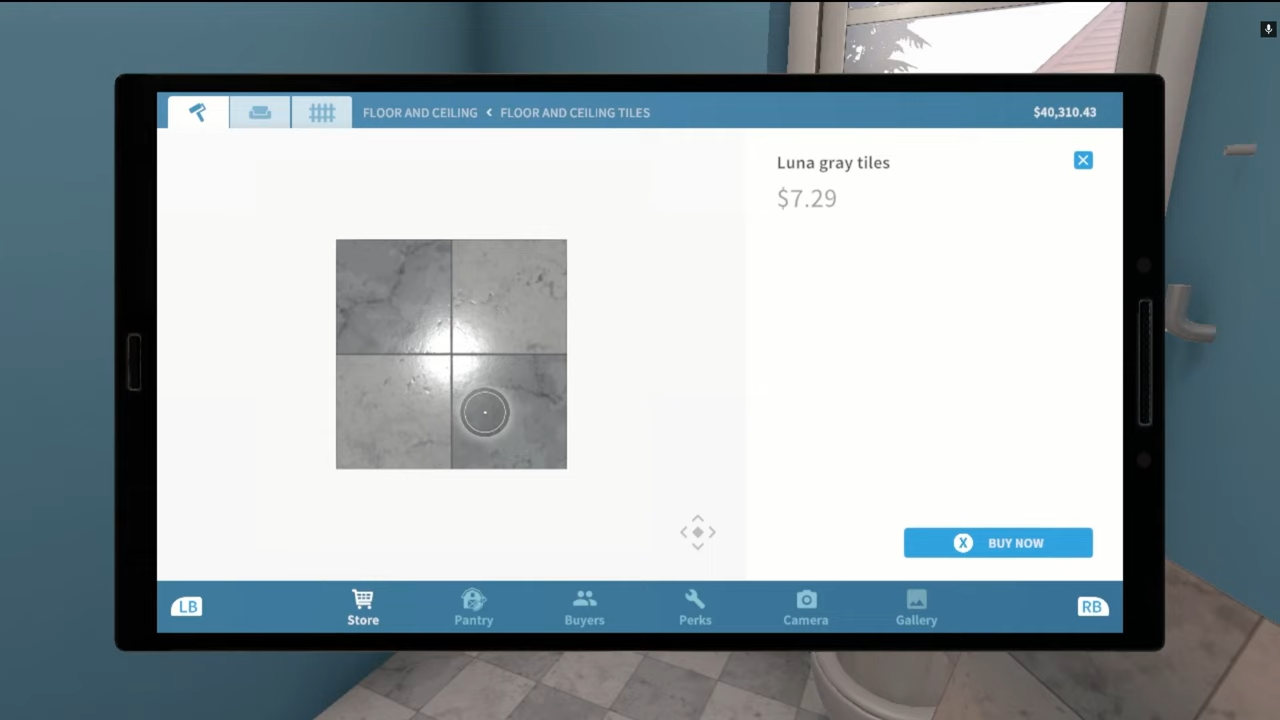 FLOOR AND CEILING < FLOOR AND CEILING TILES
$40,310.43
Luna gray tiles
$7.29
X BUY NOW
LB
Store
Pantry
Buyers
Perks
Camera
Gallery
RB